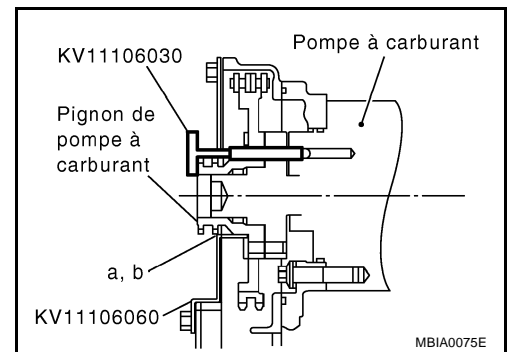 Pompe à carburant
KV11106030
Pignon de
pompe à
carburant
a, b
KV11106060
MBIA0075E